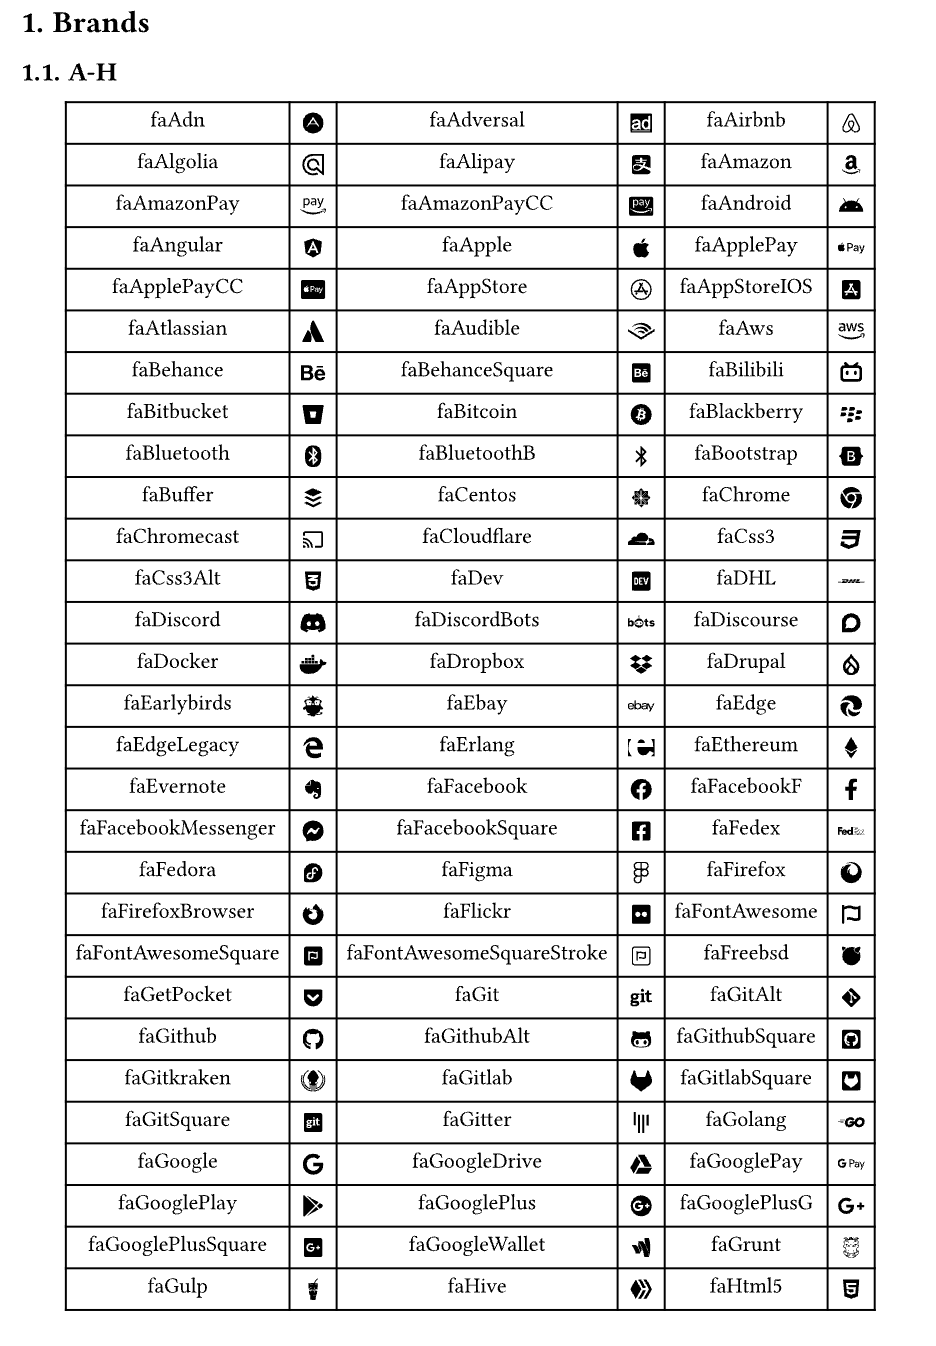 1. Brands
1.1. A-H
faAdn faAdversal ad faAirbnb
faAlgolia faAlipay 支 faAmazon a
faAmazonPay pay faAmazonPayCC pay faAndroid
faAngular A faApple faApplePay Pay
faApplePayCC Pay faAppStore faAppStoreIOS
faAtlassian faAudible faAws aws
faBehance Bē faBehanceSquare Bē faBilibili
faBitbucket faBitcoin faBlackberry
faBluetooth faBluetoothB faBootstrap B
faBuffer faCentos faChrome
faChromecast faCloudflare faCss3 3
faCss3Alt 3 faDev DEV faDHL DHL
faDiscord faDiscordBots bots faDiscourse
faDocker faDropbox faDrupal
faEarlybirds faEbay ebay faEdge
faEdgeLegacy e faErlang faEthereum
faEvernote faFacebook f faFacebookF f
faFacebookMessenger faFacebookSquare f faFedex FedEx
faFedora f faFigma faFirefox
faFirefoxBrowser faFlickr faFontAwesome
faFontAwesomeSquare faFontAwesomeSquareStroke faFreebsd
faGetPocket faGit git faGitAlt
faGithub faGithubAlt faGithubSquare
faGitkraken faGitlab faGitlabSquare
faGitSquare git faGitter faGolang GO
faGoogle G faGoogleDrive faGooglePay G Pay
faGooglePlay faGooglePlus G+ faGooglePlusG G+
faGooglePlusSquare G+ faGoogleWallet faGrunt
faGulp faHive faHtml5 5